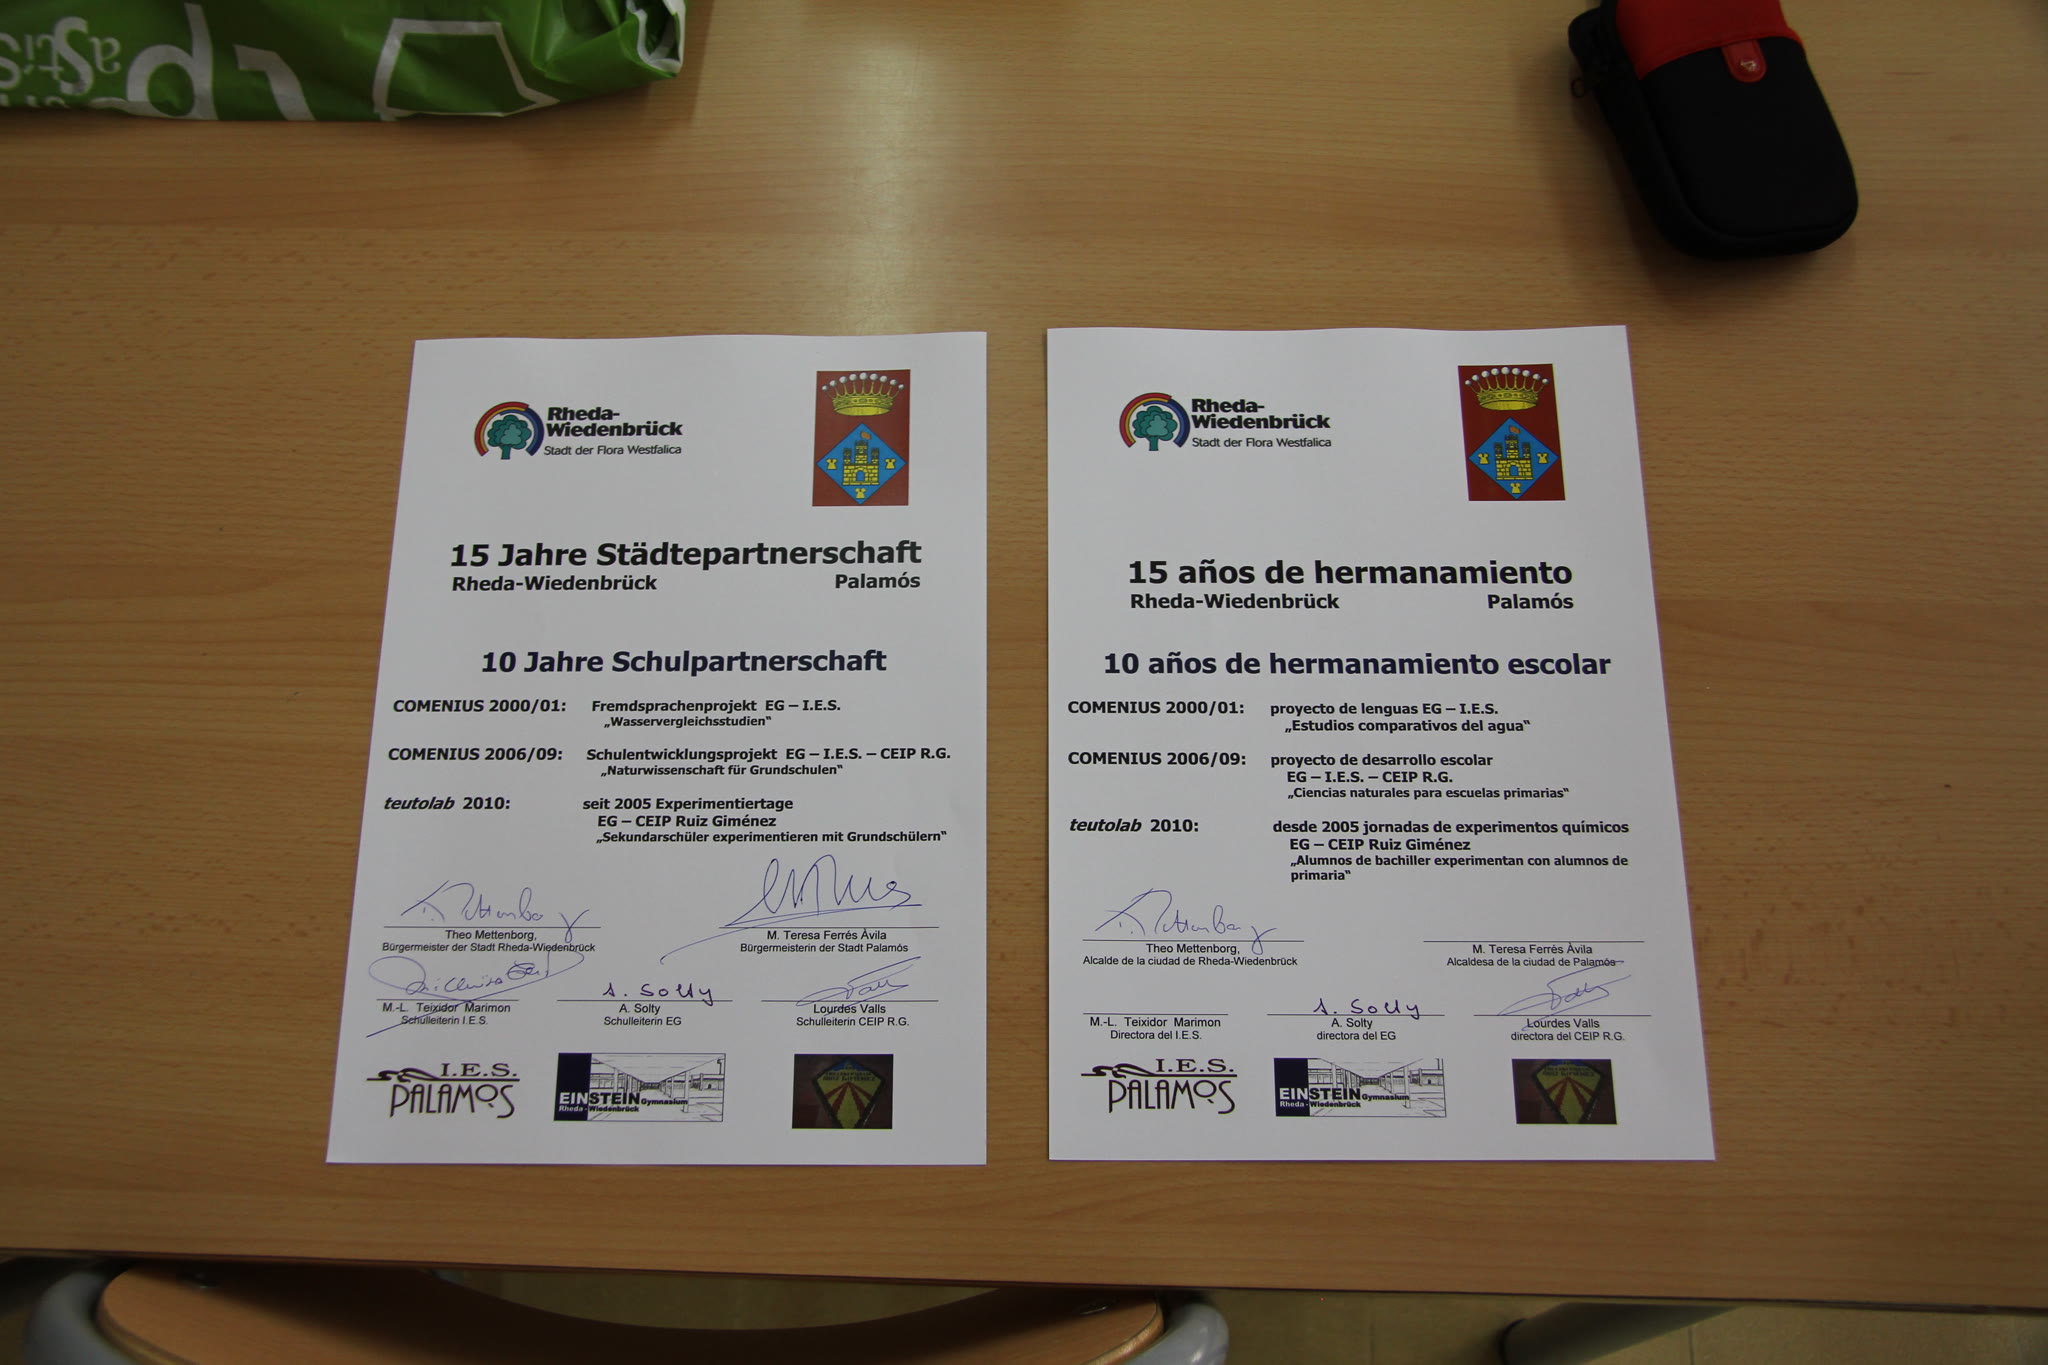 Rheda-
Wiedenbrück
Stadt der Flora Westfalica
15 Jahre Städtepartnerschaft
Rheda-Wiedenbrück Palamós
10 Jahre Schulpartnerschaft
COMENIUS 2000/01: Fremdsprachenprojekt EG – I.E.S.
„Wasservergleichsstudien“
COMENIUS 2006/09: Schulentwicklungsprojekt EG – I.E.S. – CEIP R.G.
„Naturwissenschaft für Grundschulen“
teutolab 2010: seit 2005 Experimentiertage
EG – CEIP Ruiz Giménez
„Sekundarschüler experimentieren mit Grundschülern“
T. Mettenborg
Theo Mettenborg, M. Teresa Ferrés Àvila
Bürgermeister der Stadt Rheda-Wiedenbrück Bürgermeisterin der Stadt Palamós
A. Solty
M.-L. Teixidor Marimon A. Solty Lourdes Valls
Schulleiterin I.E.S. Schulleiterin EG Schulleiterin CEIP R.G.
I.E.S.
PALAMÓS
EINSTEIN Gymnasium
Rheda-Wiedenbrück
Rheda-
Wiedenbrück
Stadt der Flora Westfalica
15 años de hermanamiento
Rheda-Wiedenbrück Palamós
10 años de hermanamiento escolar
COMENIUS 2000/01: proyecto de lenguas EG – I.E.S.
„Estudios comparativos del agua“
COMENIUS 2006/09: proyecto de desarrollo escolar
EG – I.E.S. – CEIP R.G.
„Ciencias naturales para escuelas primarias“
teutolab 2010: desde 2005 jornadas de experimentos químicos
EG – CEIP Ruiz Giménez
„Alumnos de bachiller experimentan con alumnos de
primaria“
T. Mettenborg
Theo Mettenborg, M. Teresa Ferrés Àvila
Alcalde de la ciudad de Rheda-Wiedenbrück Alcaldesa de la ciudad de Palamós
A. Solty
M.-L. Teixidor Marimon A. Solty Lourdes Valls
Directora del I.E.S. directora del EG directora del CEIP R.G.
I.E.S.
PALAMÓS
EINSTEIN Gymnasium
Rheda-Wiedenbrück